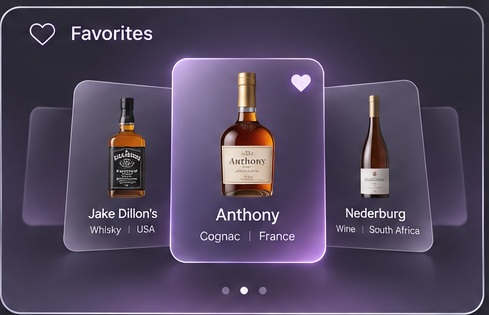 Favorites
Anthony
Jake Dillon's
Whisky | USA
Anthony
Cognac | France
Nederburg
Wine | South Africa